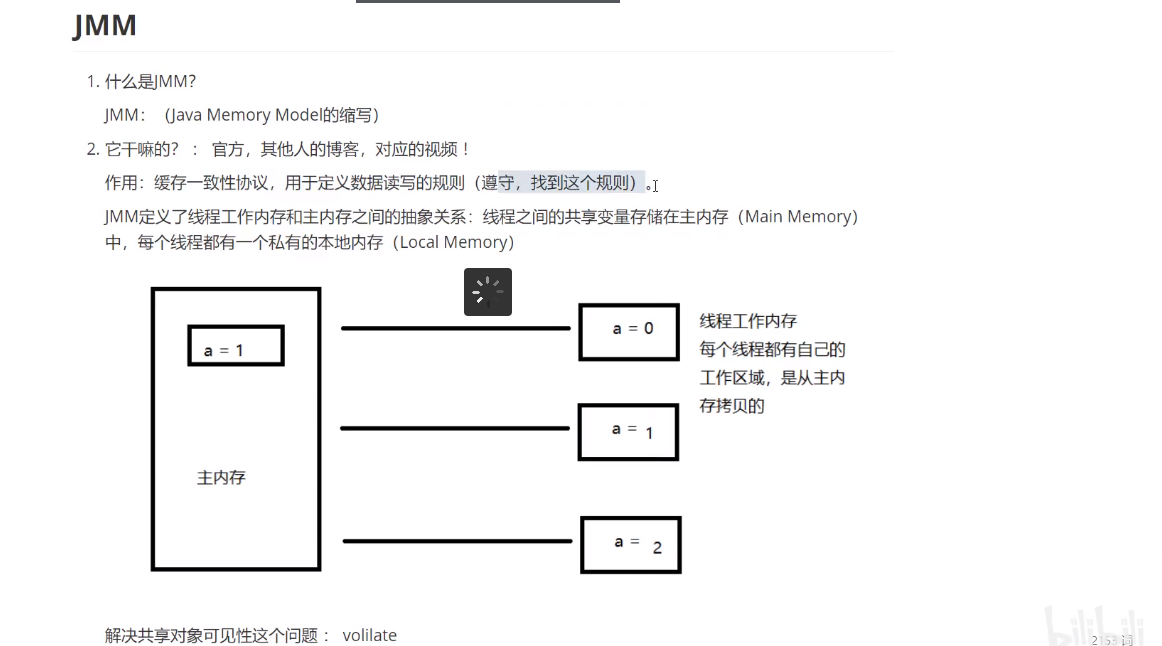 JMM
1. 什么是JMM？
JMM：（Java Memory Model的缩写）
2. 它干嘛的？： 官方，其他人的博客，对应的视频！
作用：缓存一致性协议，用于定义数据读写的规则（遵守，找到这个规则）。
JMM定义了线程工作内存和主内存之间的抽象关系：线程之间的共享变量存储在主内存（Main Memory）
中，每个线程都有一个私有的本地内存（Local Memory）
a = 1
主内存
a = 0
a = 1
a = 2
线程工作内存
每个线程都有自己的
工作区域，是从主内
存拷贝的
解决共享对象可见性这个问题： volilate
bilibili
2153 词